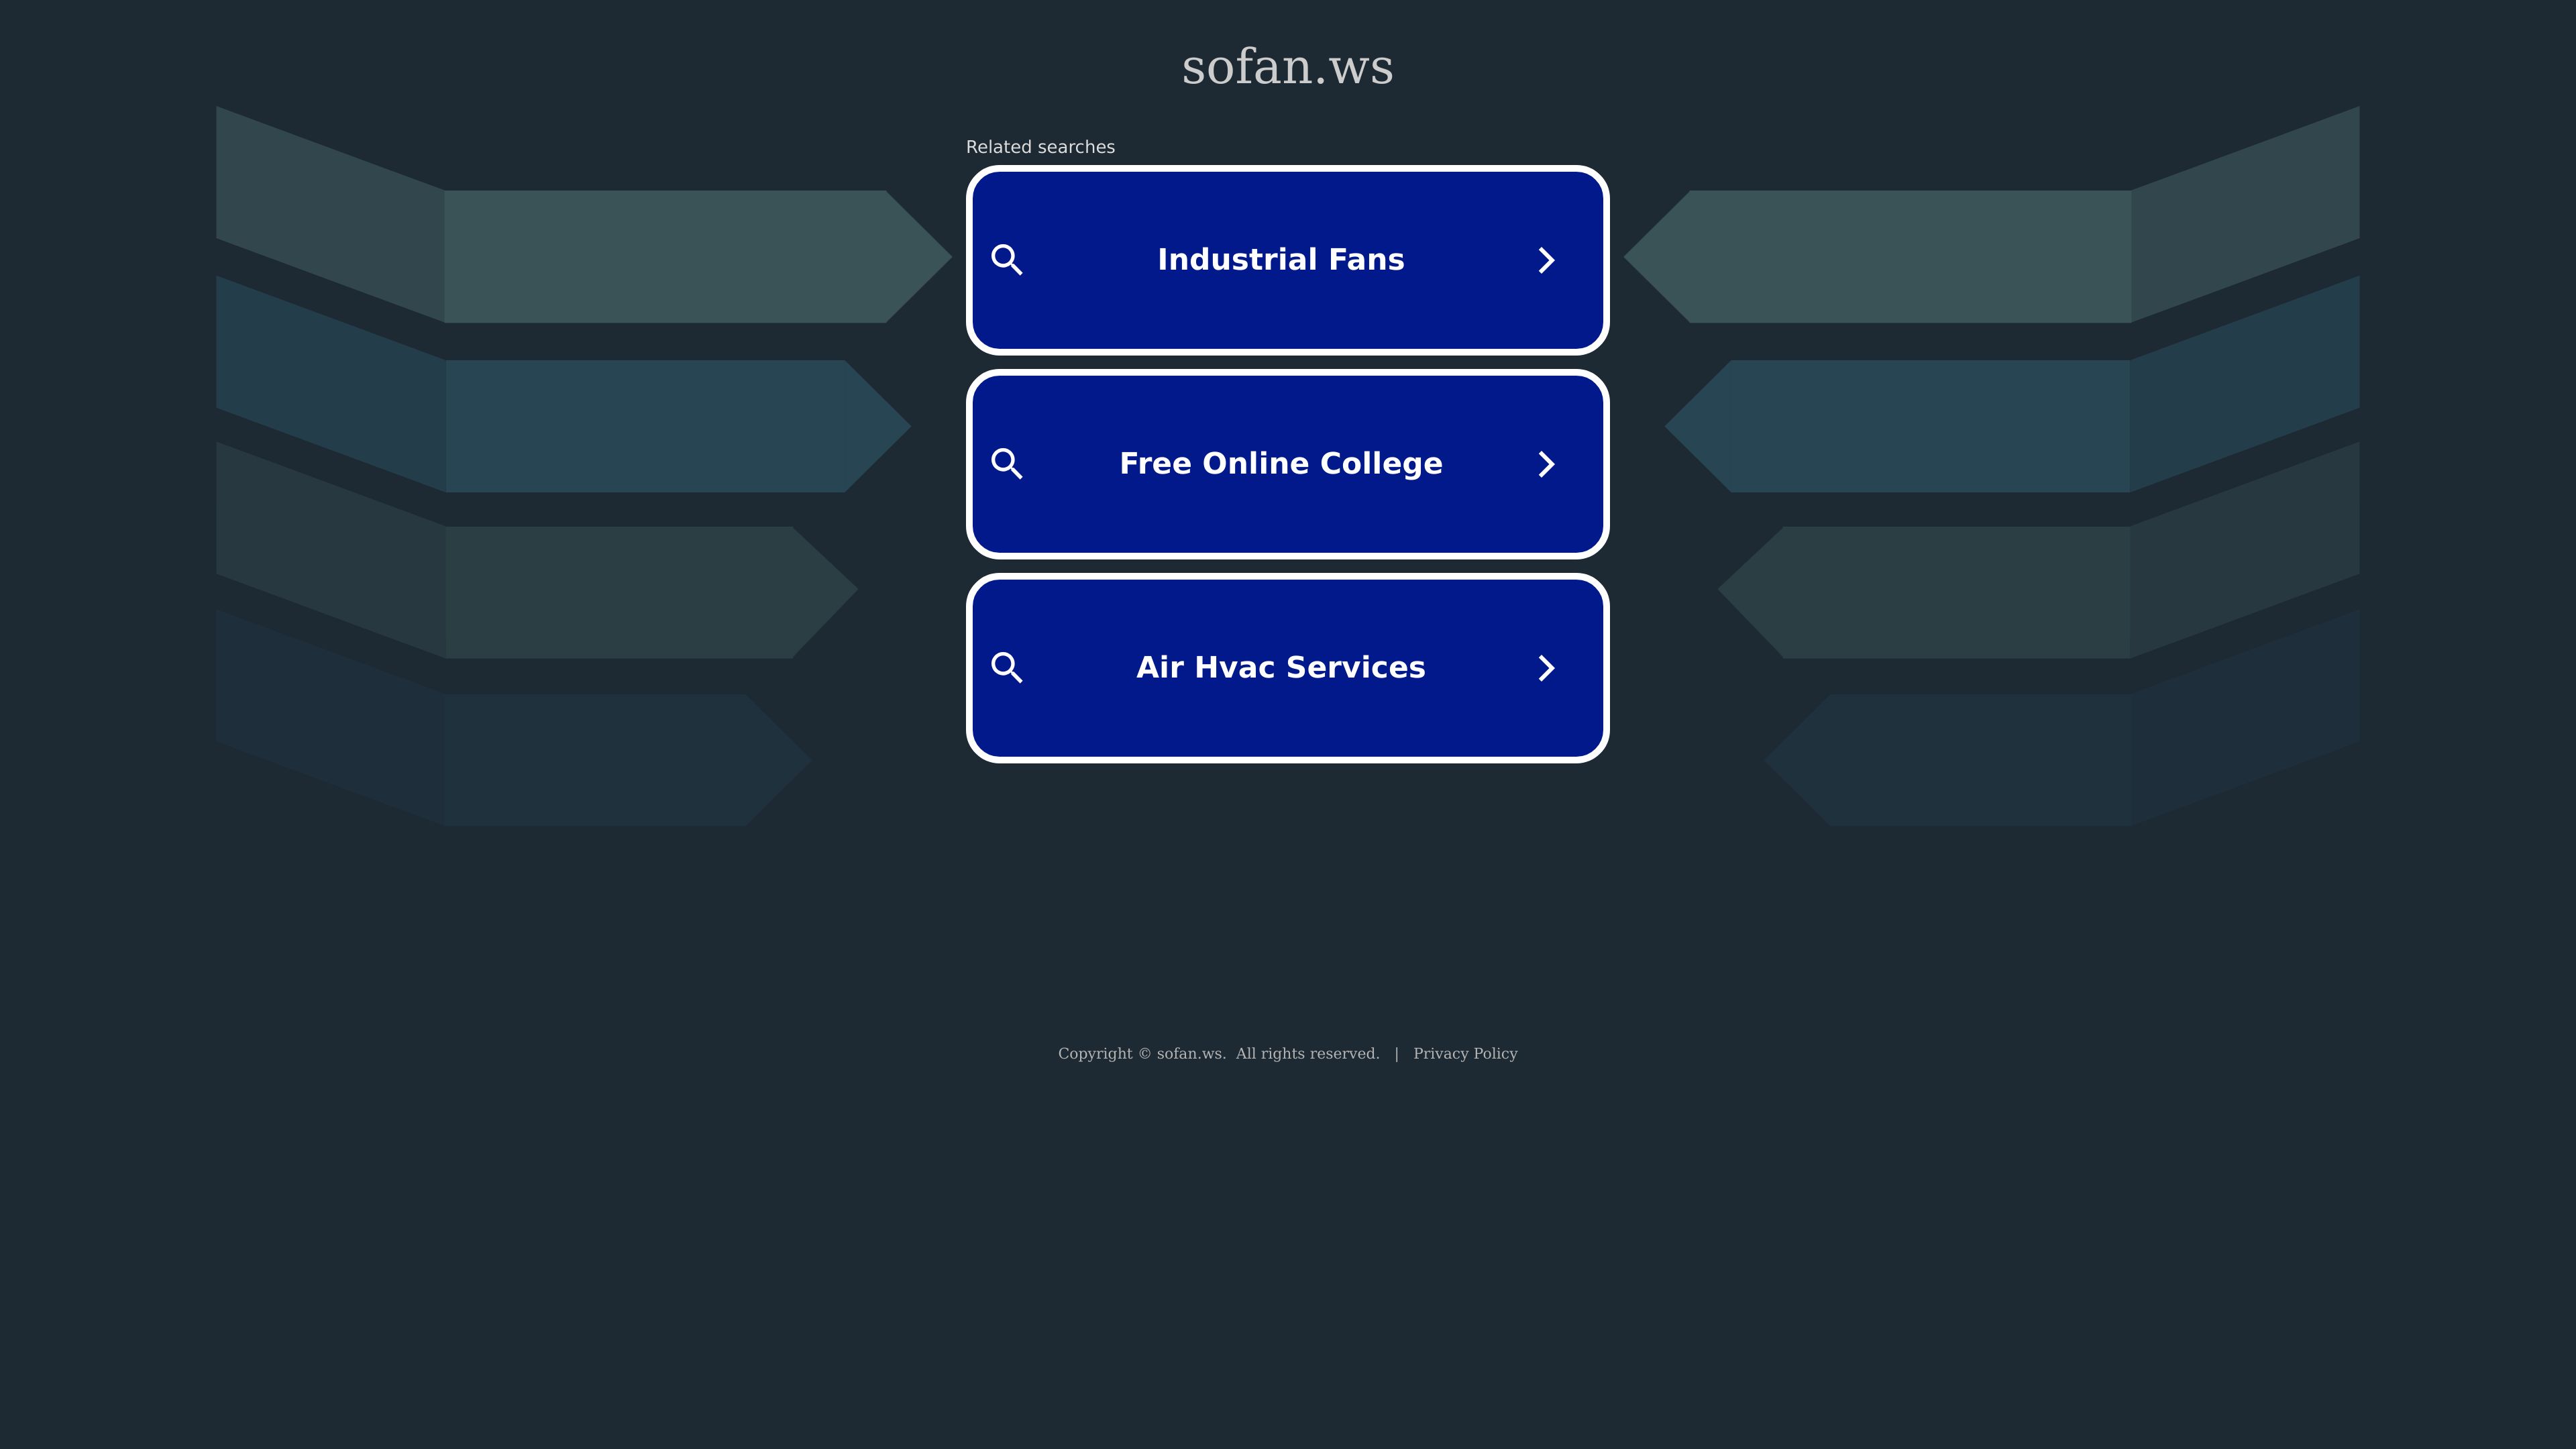 sofan.ws
Related searches
Industrial Fans
Free Online College
Air Hvac Services
Copyright © sofan.ws.  All rights reserved.  |  Privacy Policy